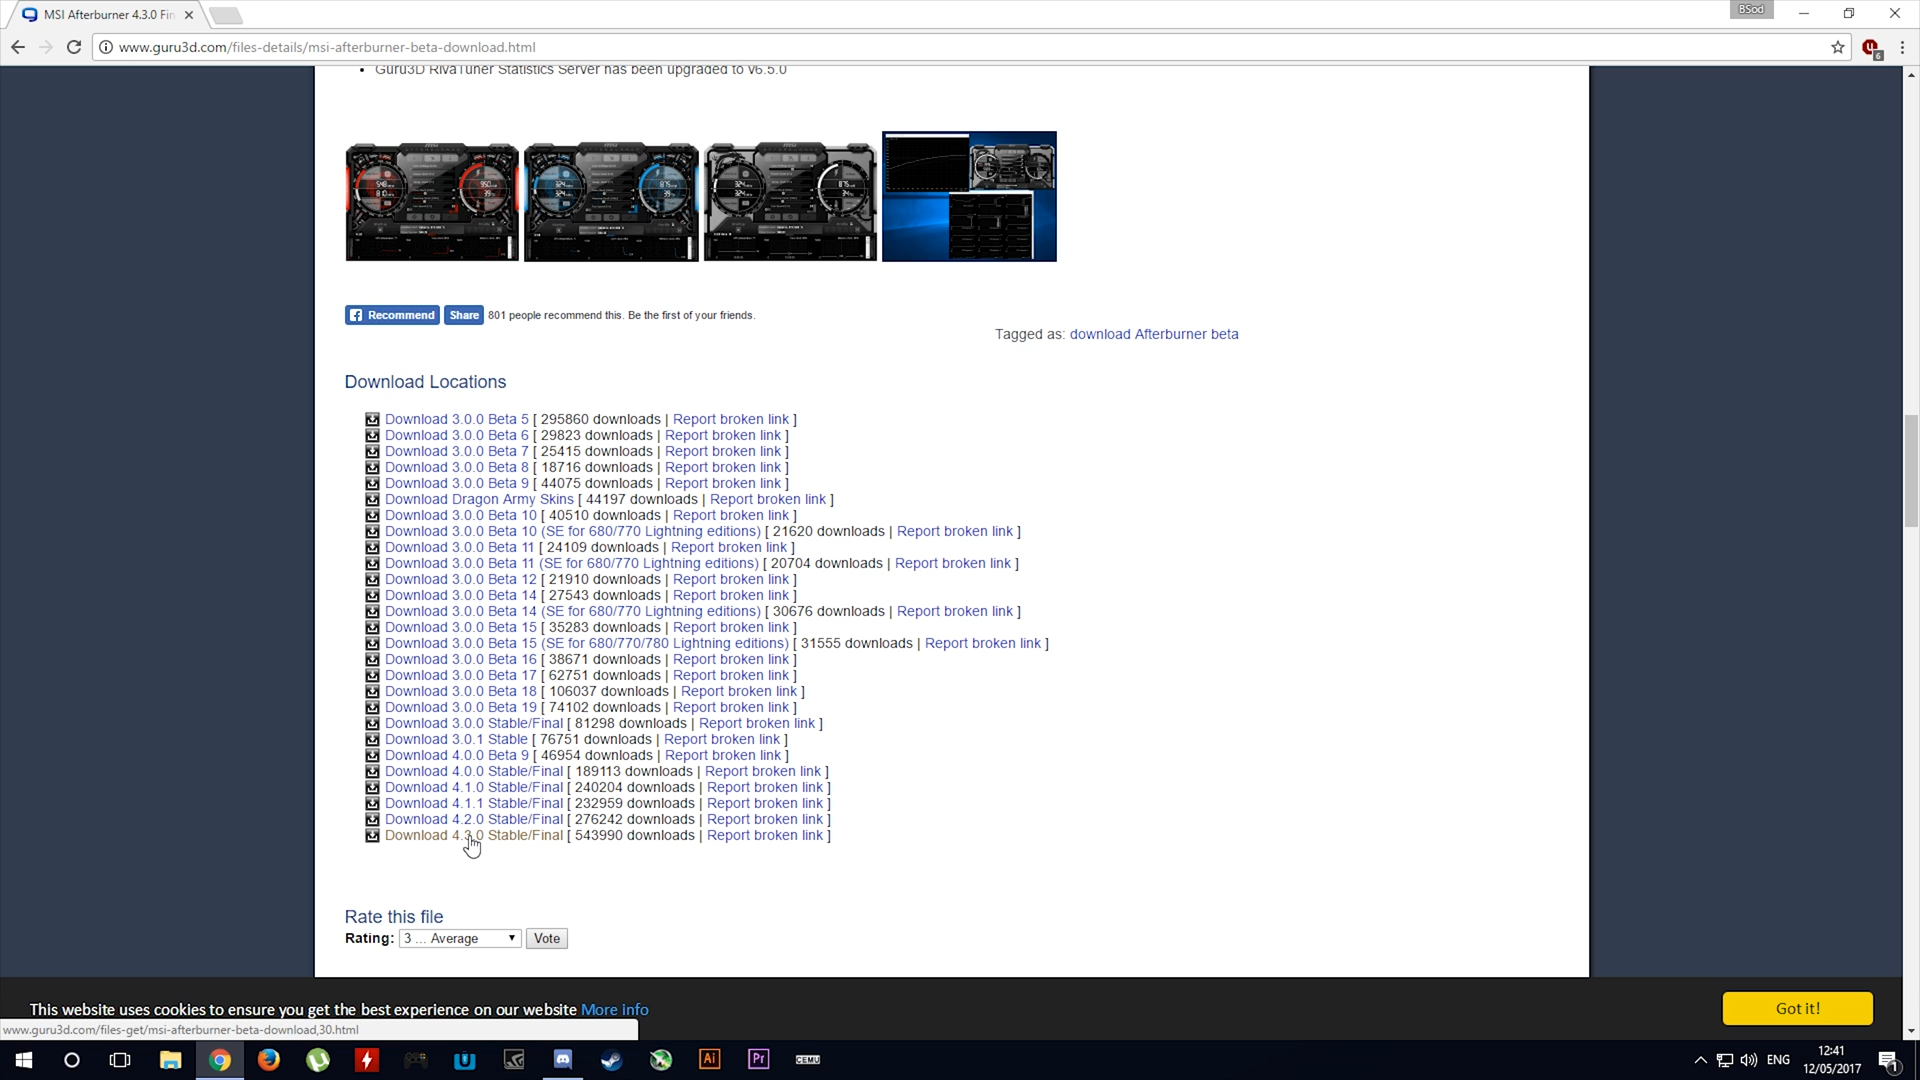 MSI Afterburner 4.3.0 Fin
BSod
www.guru3d.com/files-details/msi-afterburner-beta-download.html
6
Guru3D RivaTuner Statistics Server has been upgraded to v6.5.0
Recommend Share 801 people recommend this. Be the first of your friends.
Tagged as: download Afterburner beta
Download Locations
Download 3.0.0 Beta 5 [ 295860 downloads | Report broken link ]
Download 3.0.0 Beta 6 [ 29823 downloads | Report broken link ]
Download 3.0.0 Beta 7 [ 25415 downloads | Report broken link ]
Download 3.0.0 Beta 8 [ 18716 downloads | Report broken link ]
Download 3.0.0 Beta 9 [ 44075 downloads | Report broken link ]
Download Dragon Army Skins [ 44197 downloads | Report broken link ]
Download 3.0.0 Beta 10 [ 40510 downloads | Report broken link ]
Download 3.0.0 Beta 10 (SE for 680/770 Lightning editions) [ 21620 downloads | Report broken link ]
Download 3.0.0 Beta 11 [ 24109 downloads | Report broken link ]
Download 3.0.0 Beta 11 (SE for 680/770 Lightning editions) [ 20704 downloads | Report broken link ]
Download 3.0.0 Beta 12 [ 21910 downloads | Report broken link ]
Download 3.0.0 Beta 14 [ 27543 downloads | Report broken link ]
Download 3.0.0 Beta 14 (SE for 680/770 Lightning editions) [ 30676 downloads | Report broken link ]
Download 3.0.0 Beta 15 [ 35283 downloads | Report broken link ]
Download 3.0.0 Beta 15 (SE for 680/770/780 Lightning editions) [ 31555 downloads | Report broken link ]
Download 3.0.0 Beta 16 [ 38671 downloads | Report broken link ]
Download 3.0.0 Beta 17 [ 62751 downloads | Report broken link ]
Download 3.0.0 Beta 18 [ 106037 downloads | Report broken link ]
Download 3.0.0 Beta 19 [ 74102 downloads | Report broken link ]
Download 3.0.0 Stable/Final [ 81298 downloads | Report broken link ]
Download 3.0.1 Stable [ 76751 downloads | Report broken link ]
Download 4.0.0 Beta 9 [ 46954 downloads | Report broken link ]
Download 4.0.0 Stable/Final [ 189113 downloads | Report broken link ]
Download 4.1.0 Stable/Final [ 240204 downloads | Report broken link ]
Download 4.1.1 Stable/Final [ 232959 downloads | Report broken link ]
Download 4.2.0 Stable/Final [ 276242 downloads | Report broken link ]
Download 4.3.0 Stable/Final [ 543990 downloads | Report broken link ]
Rate this file
Rating: 3 ... Average Vote
This website uses cookies to ensure you get the best experience on our website More info
Got it!
www.guru3d.com/files-get/msi-afterburner-beta-download,30.html
Ai Pr CEMU
ENG
12:41
12/05/2017
1